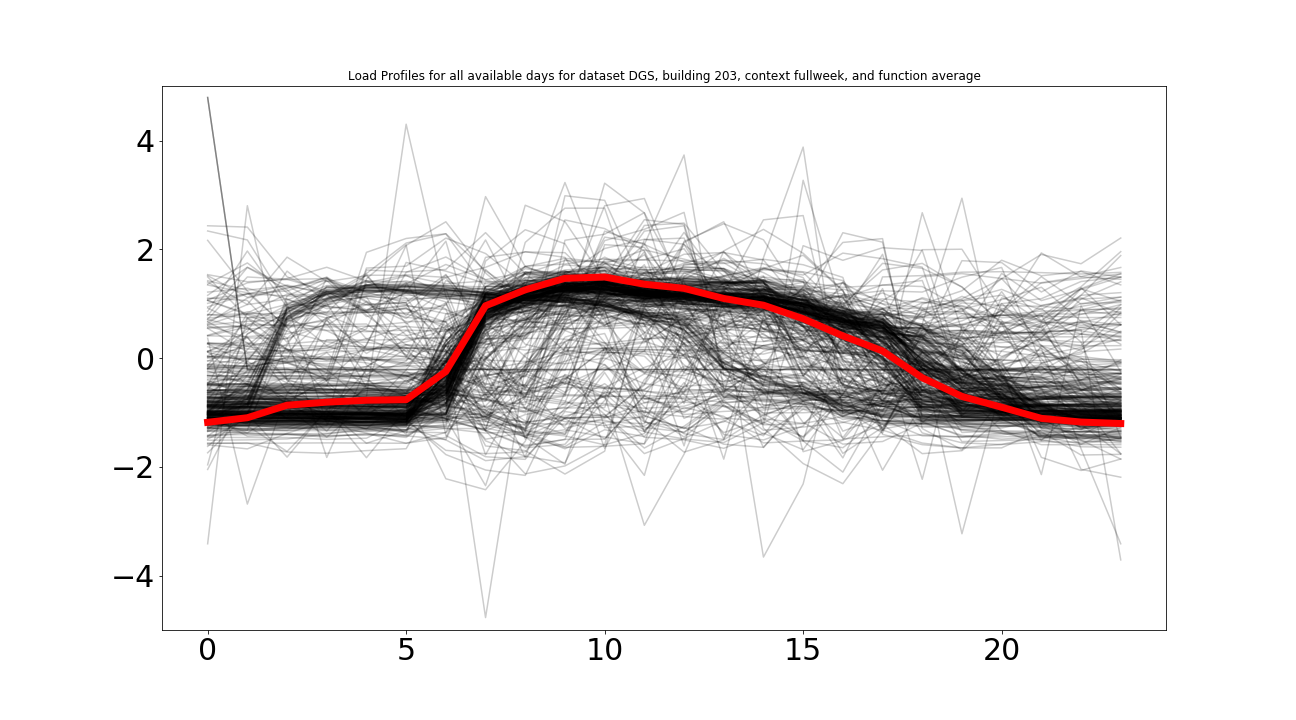 Load Profiles for all available days for dataset DGS, building 203, context fullweek, and function average
4
2
0
−2
−4
0 5 10 15 20